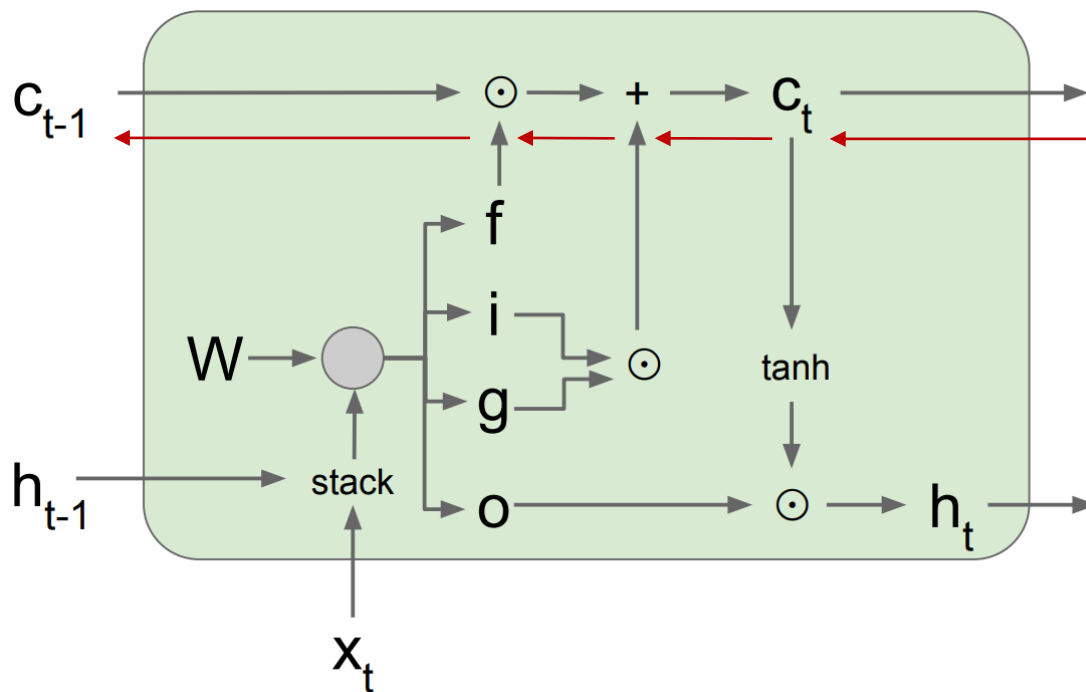 c_{t-1} ⊙ + c_t
f
i
W ⊙ tanh
g
h_{t-1} stack o ⊙ h_t
x_t